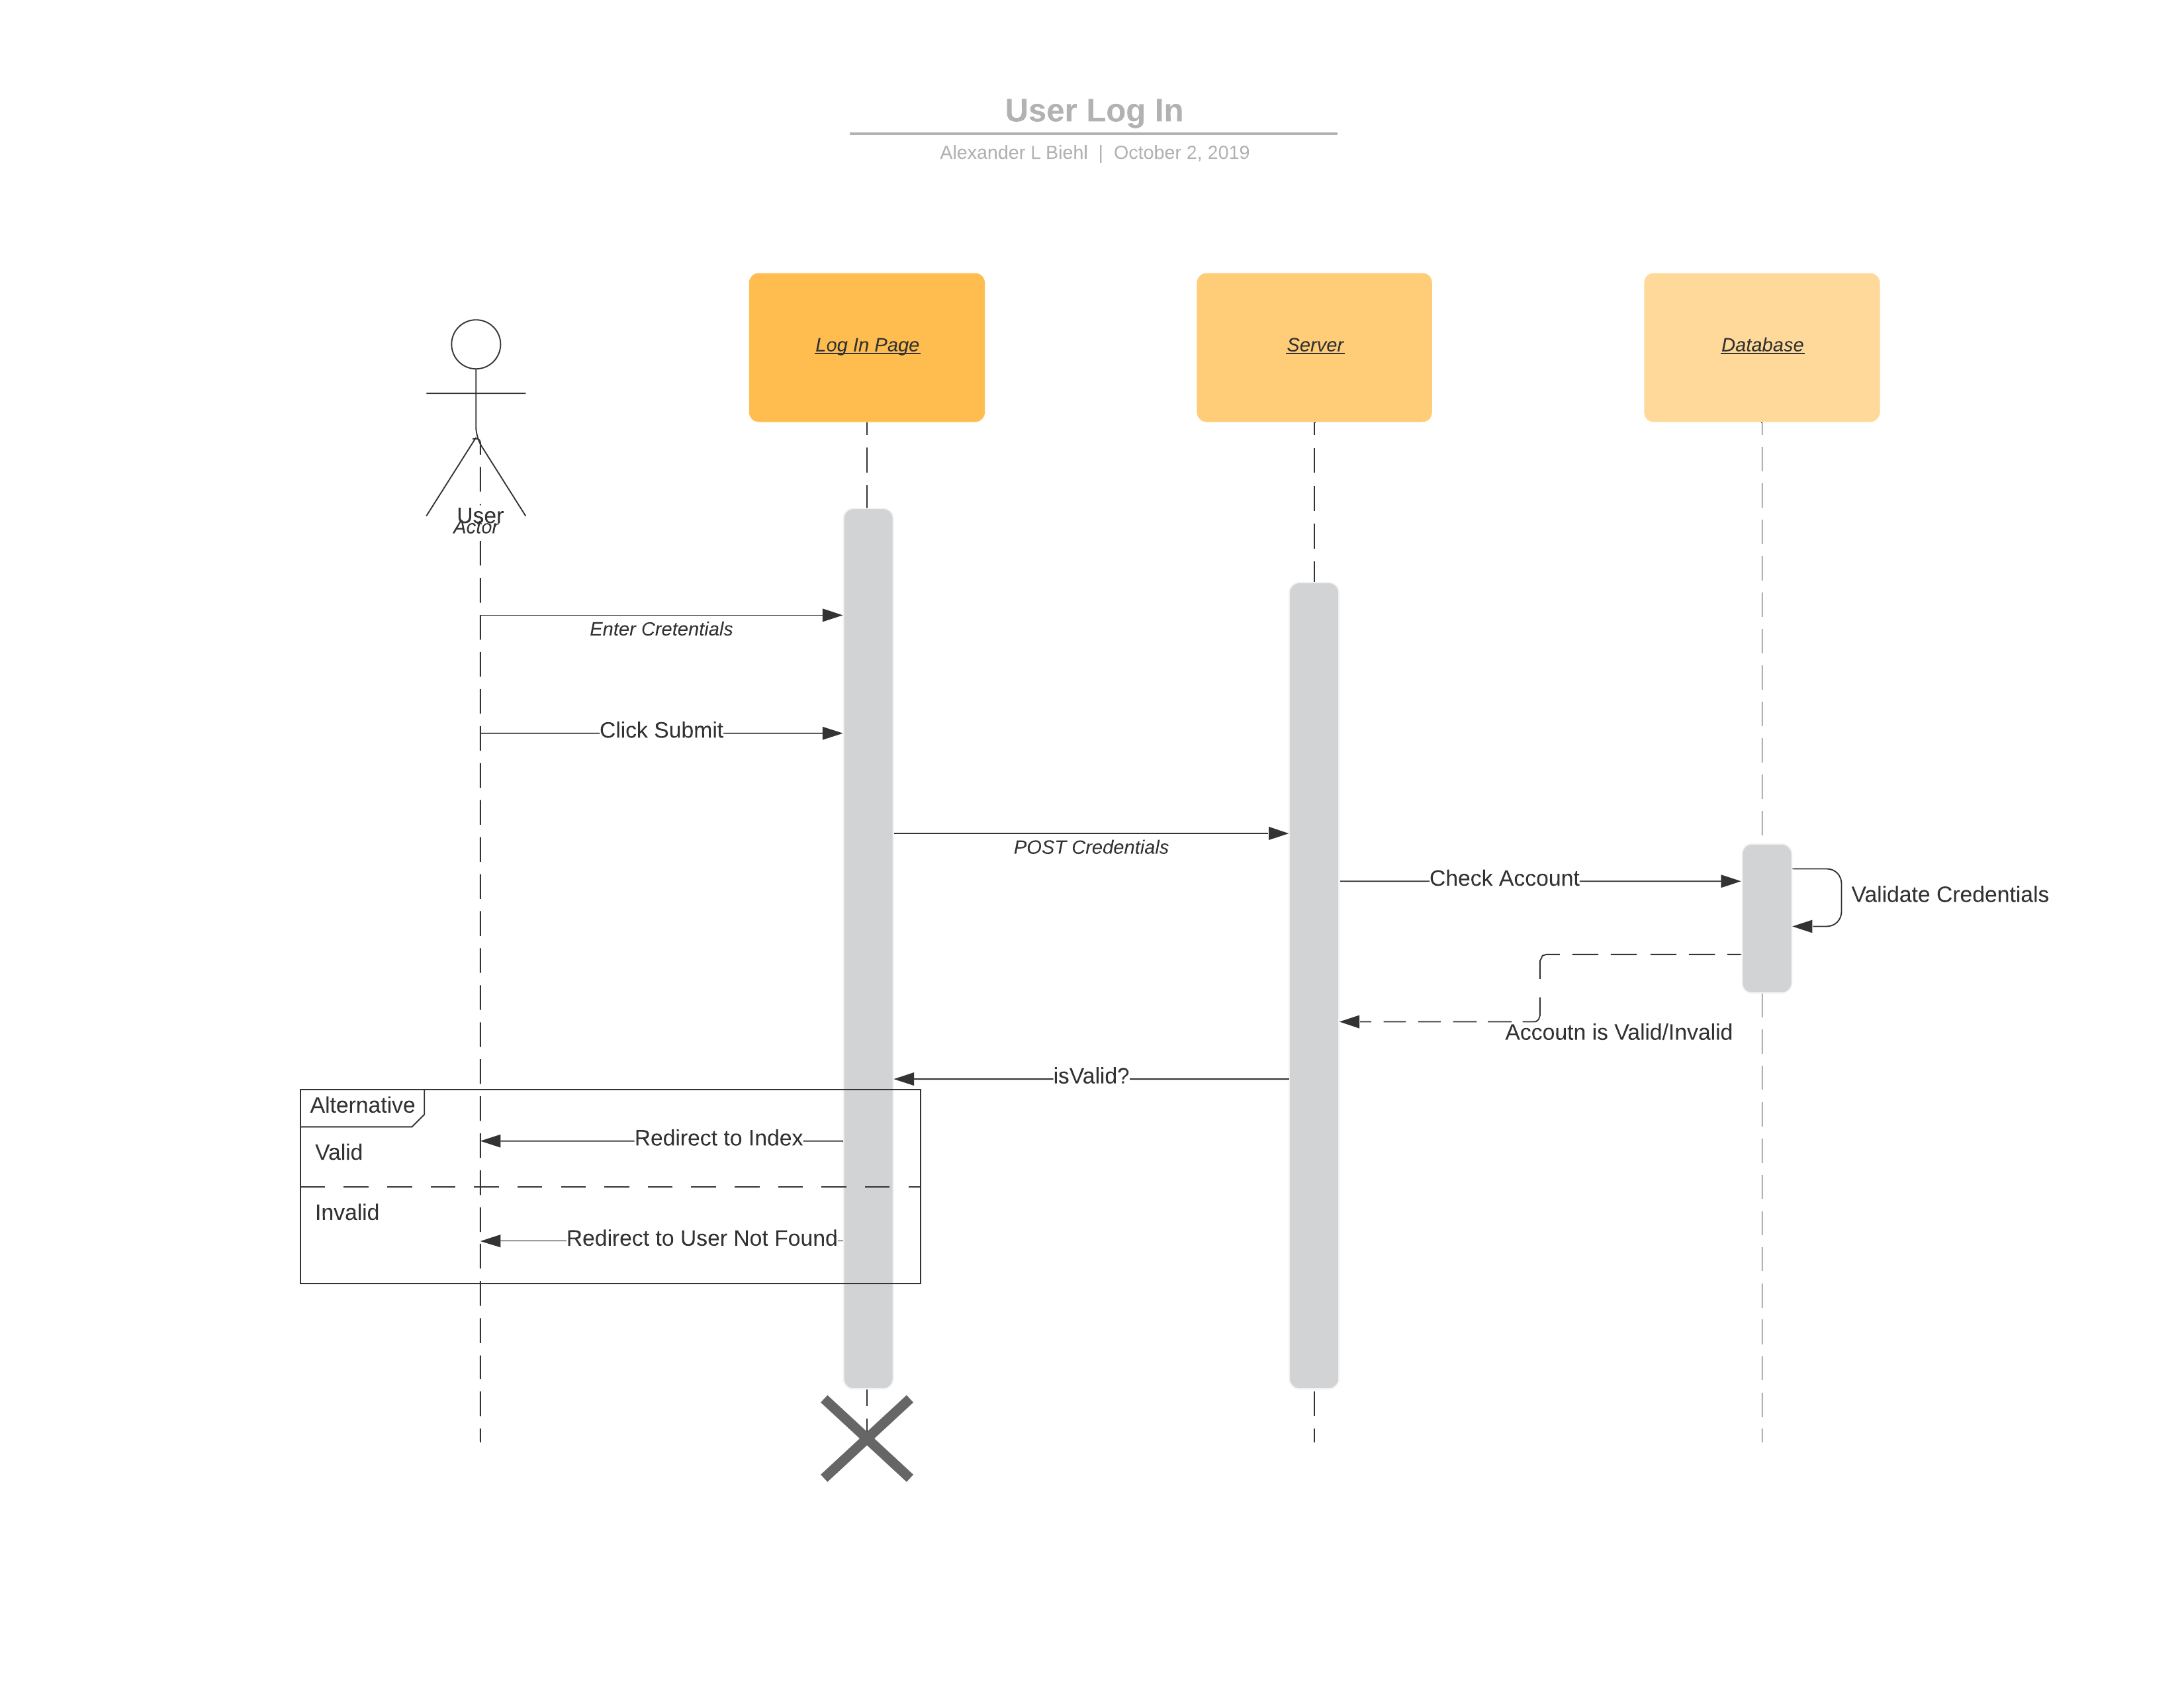 User Log In
Alexander L Biehl | October 2, 2019
Log In Page
Server
Database
User
Actor
Enter Cretentials
Click Submit
POST Credentials
Check Account
Validate Credentials
Accoutn is Valid/Invalid
isValid?
Alternative
Redirect to Index
Valid
Invalid
Redirect to User Not Found